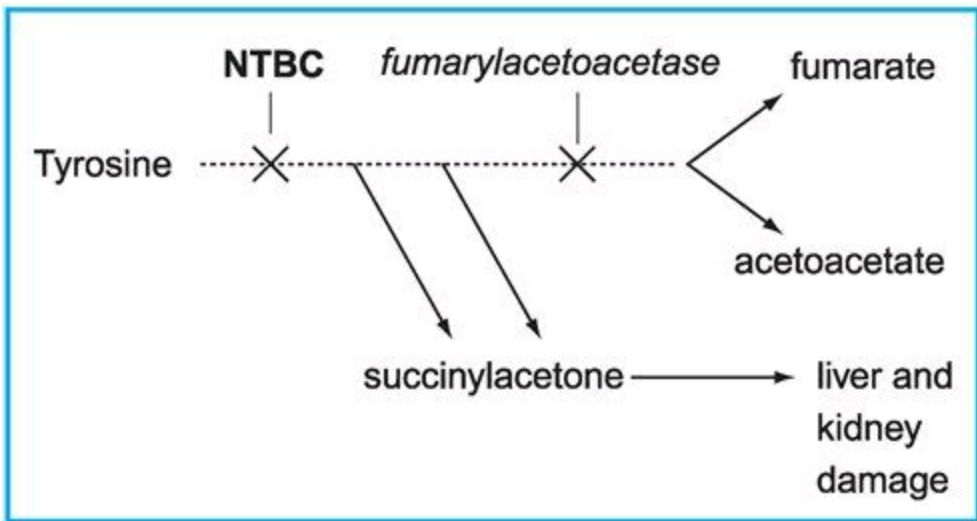 NTBC fumarylacetoacetase fumarate
Tyrosine
acetoacetate
succinylacetone liver and
kidney
damage